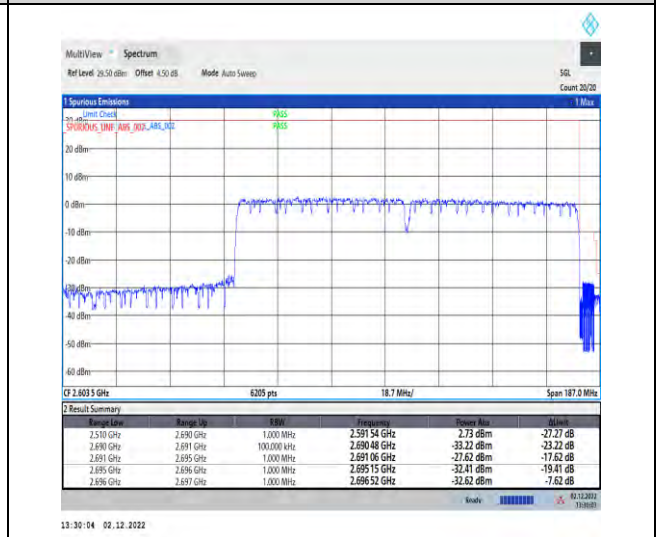 MultiView Spectrum
Ref Level 29.50 dBm Offset 4.50 dB Mode Auto Sweep SGL
Count 20/20
1 Spurious Emissions 1 Max
Limit Check PASS
_SPURIOUS_LINE_ABS_002 _ABS_002 PASS
20 dBm
10 dBm
0 dBm
-10 dBm
-20 dBm
-30 dBm
-40 dBm
-50 dBm
-60 dBm
CF 2.603 5 GHz 6205 pts 18.7 MHz/ Span 187.0 MHz
2 Result Summary
Range Low Range Up RBW Frequency Power Abs ΔLimit
2.510 GHz 2.690 GHz 1.000 MHz 2.591 54 GHz 2.73 dBm -27.27 dB
2.690 GHz 2.691 GHz 100.000 kHz 2.690 48 GHz -33.22 dBm -23.22 dB
2.691 GHz 2.695 GHz 1.000 MHz 2.691 06 GHz -27.62 dBm -17.62 dB
2.695 GHz 2.696 GHz 1.000 MHz 2.695 15 GHz -32.41 dBm -19.41 dB
2.696 GHz 2.697 GHz 1.000 MHz 2.696 52 GHz -32.62 dBm -7.62 dB
Ready 02.12.2022
13:30:03
13:30:04 02.12.2022